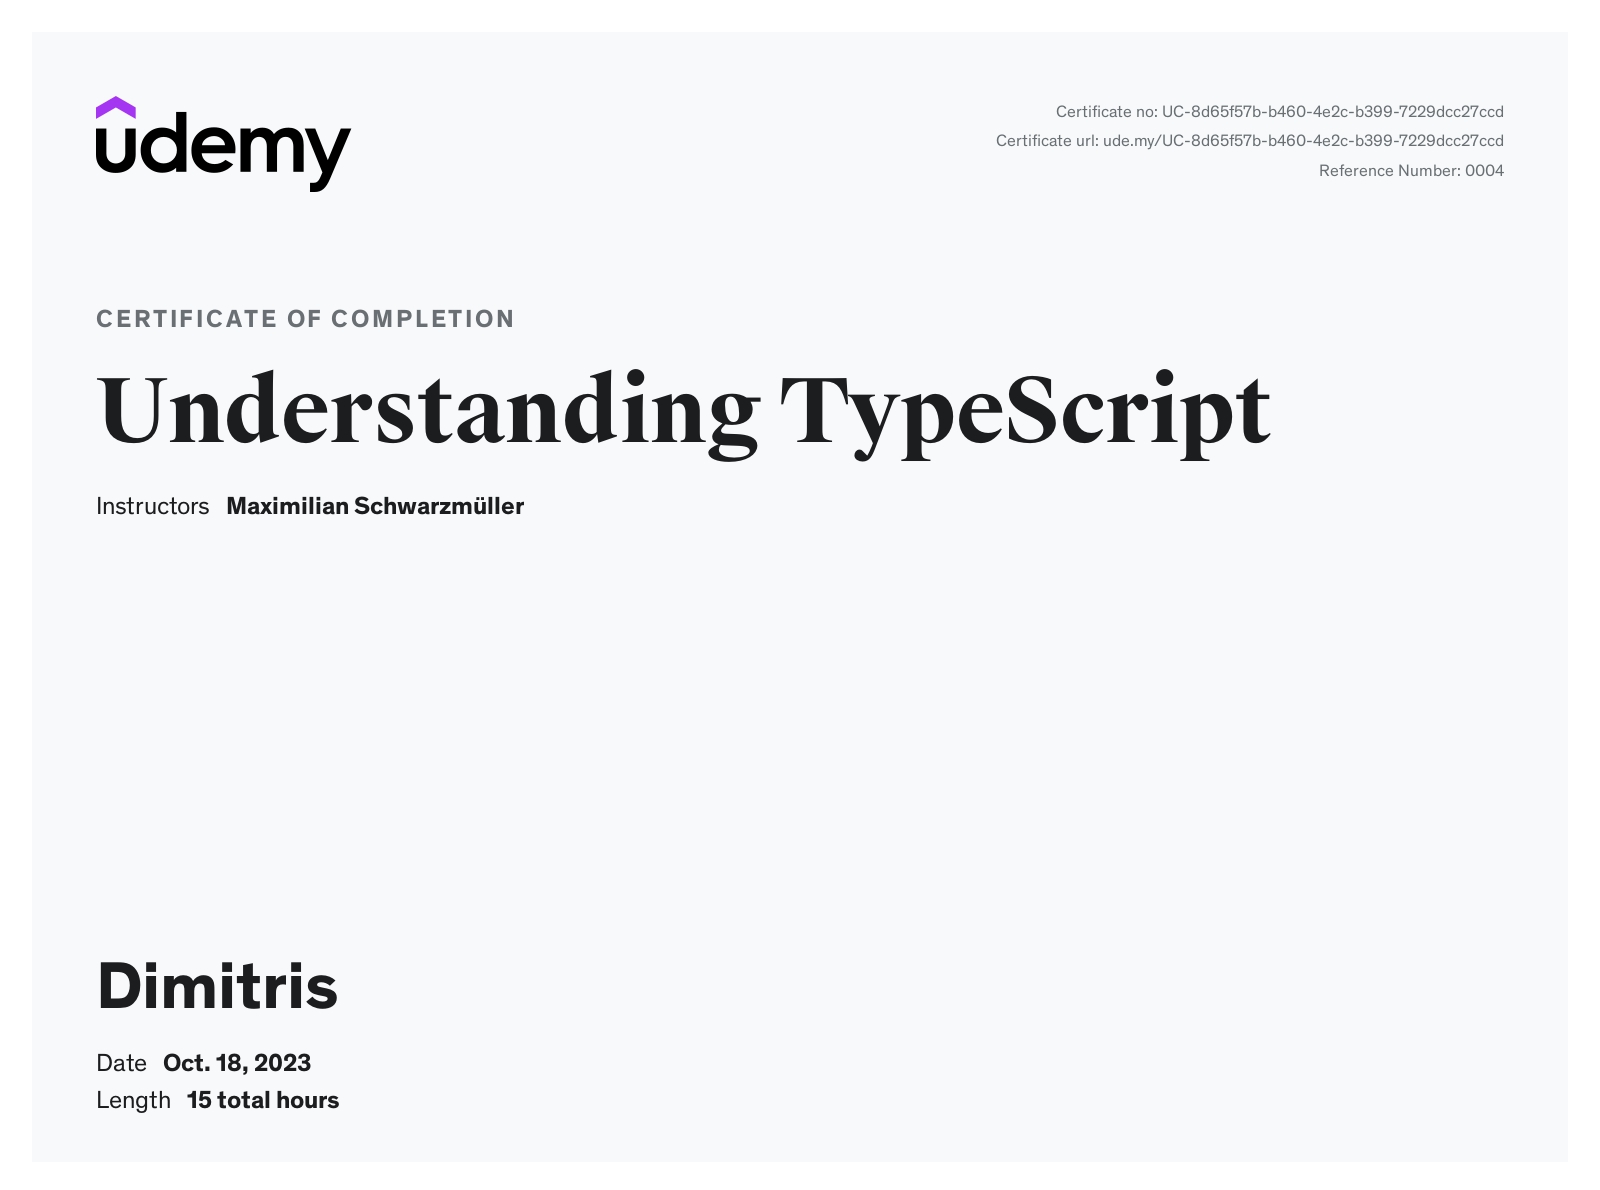 udemy
Certificate no: UC-8d65f57b-b460-4e2c-b399-7229dcc27ccd
Certificate url: ude.my/UC-8d65f57b-b460-4e2c-b399-7229dcc27ccd
Reference Number: 0004
CERTIFICATE OF COMPLETION
Understanding TypeScript
Instructors Maximilian Schwarzmüller
Dimitris
Date Oct. 18, 2023
Length 15 total hours